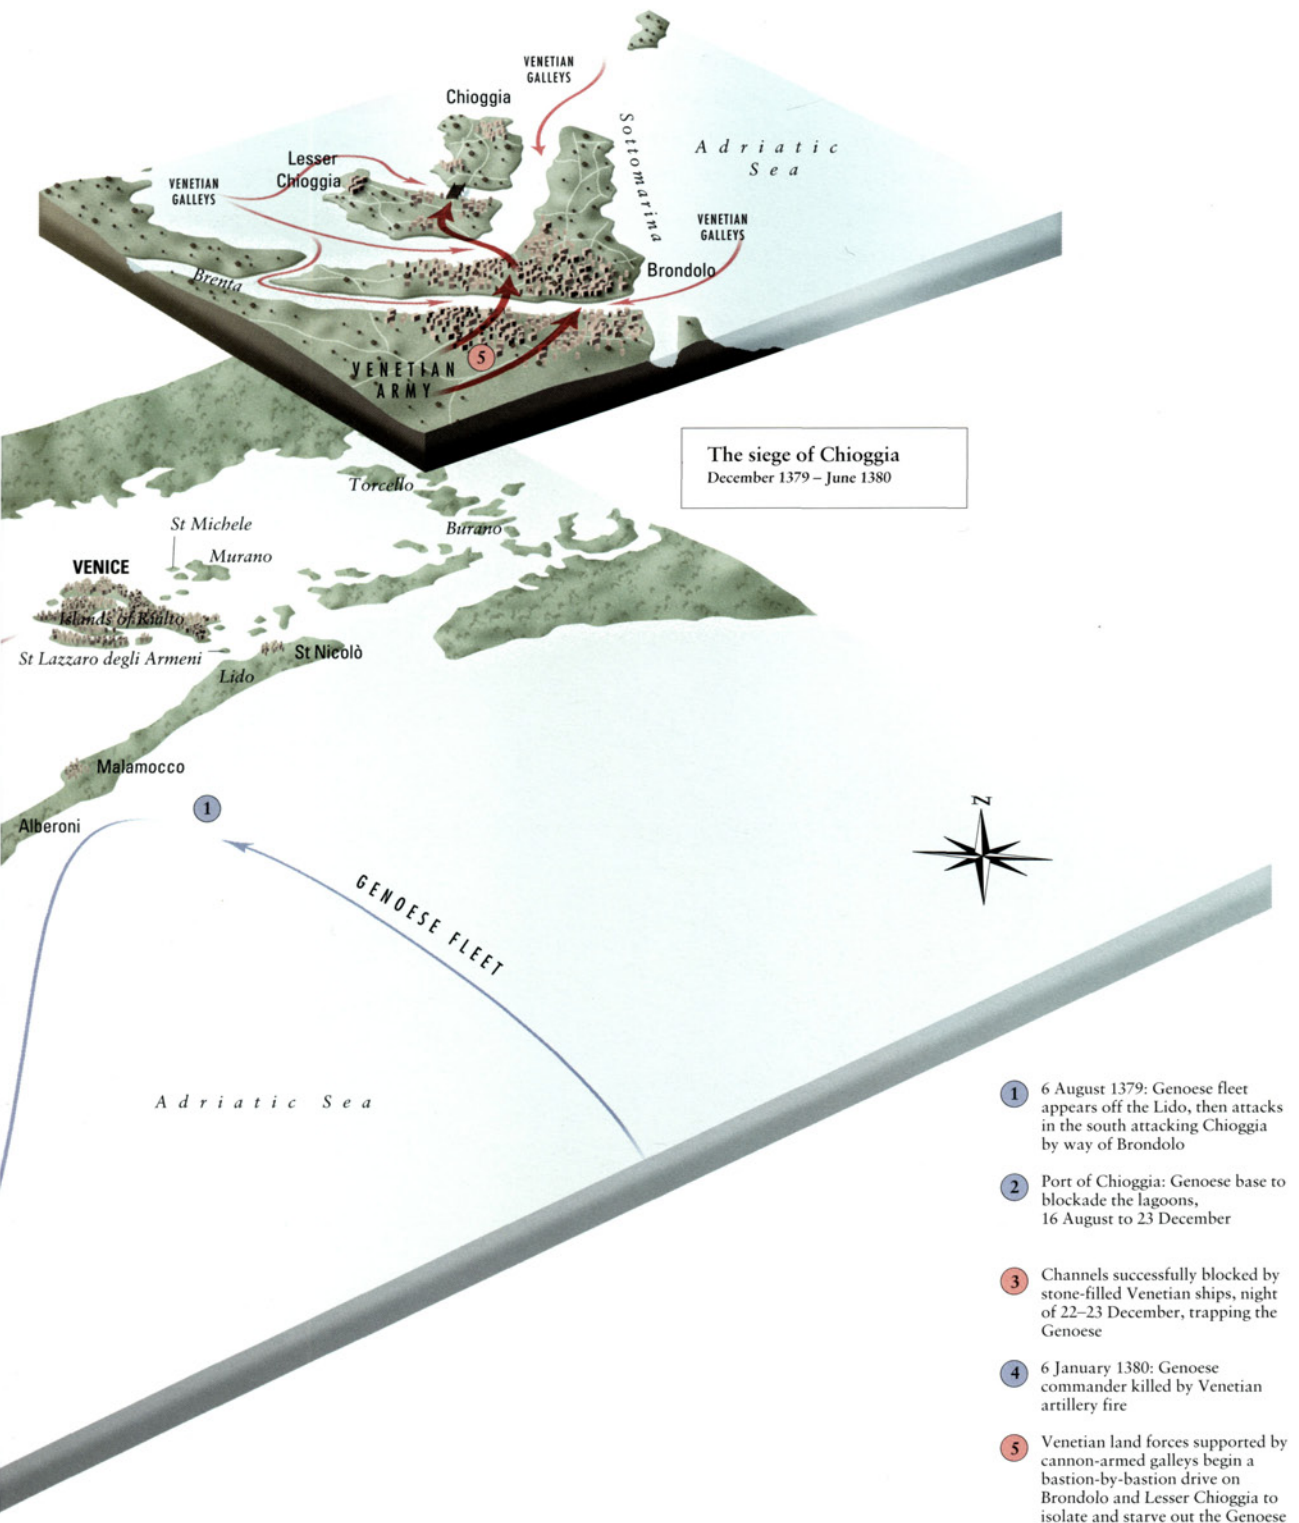 VENETIAN
GALLEYS
Chioggia
Sottomarina
Adriatic
Sea
Lesser
Chioggia
VENETIAN
GALLEYS
VENETIAN
GALLEYS
Brondolo
Brenta
5
VENETIAN
ARMY
The siege of Chioggia
December 1379 – June 1380
Torcello
St Michele
Burano
Murano
VENICE
Islands of Rialto
St Lazzaro degli Armeni
St Nicolò
Lido
Malamocco
1
Alberoni
N
GENOESE FLEET
Adriatic Sea
1 6 August 1379: Genoese fleet
appears off the Lido, then attacks
in the south attacking Chioggia
by way of Brondolo
2 Port of Chioggia: Genoese base to
blockade the lagoons,
16 August to 23 December
3 Channels successfully blocked by
stone-filled Venetian ships, night
of 22–23 December, trapping the
Genoese
4 6 January 1380: Genoese
commander killed by Venetian
artillery fire
5 Venetian land forces supported by
cannon-armed galleys begin a
bastion-by-bastion drive on
Brondolo and Lesser Chioggia to
isolate and starve out the Genoese